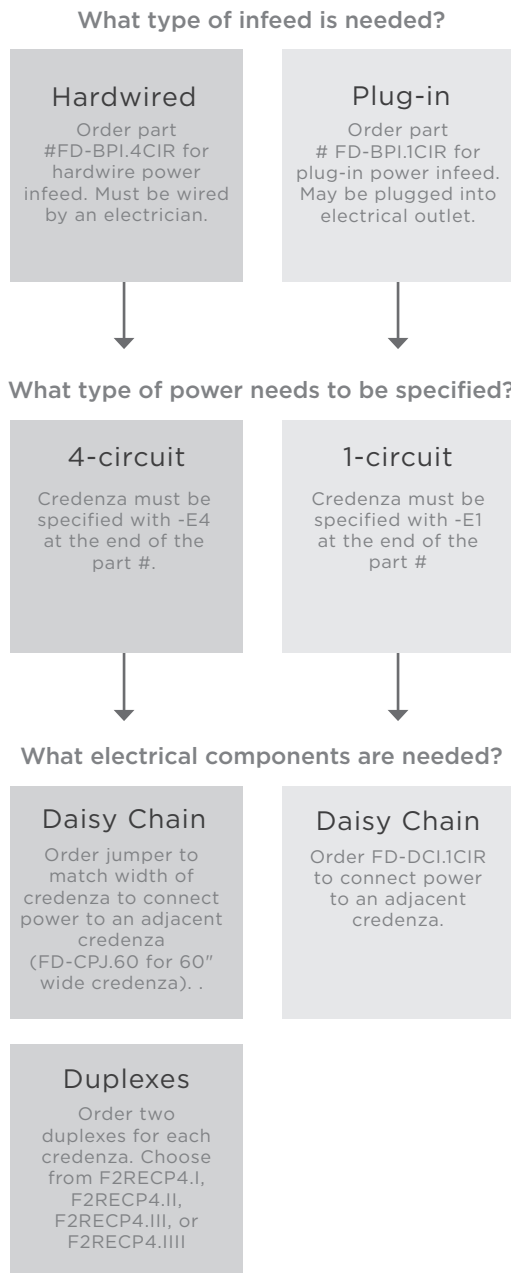 What type of infeed is needed?
Hardwired
Order part
#FD-BPI.4CIR for
hardwire power
infeed. Must be wired
by an electrician.
Plug-in
Order part
# FD-BPI.1CIR for
plug-in power infeed.
May be plugged into
electrical outlet.
What type of power needs to be specified?
4-circuit
Credenza must be
specified with -E4
at the end of the
part #.
1-circuit
Credenza must be
specified with -E1
at the end of the
part #
What electrical components are needed?
Daisy Chain
Order jumper to
match width of
credenza to connect
power to an adjacent
credenza
(FD-CPJ.60 for 60"
wide credenza). .
Daisy Chain
Order FD-DCI.1CIR
to connect power
to an adjacent
credenza.
Duplexes
Order two
duplexes for each
credenza. Choose
from F2RECP4.I,
F2RECP4.II,
F2RECP4.III, or
F2RECP4.IIII